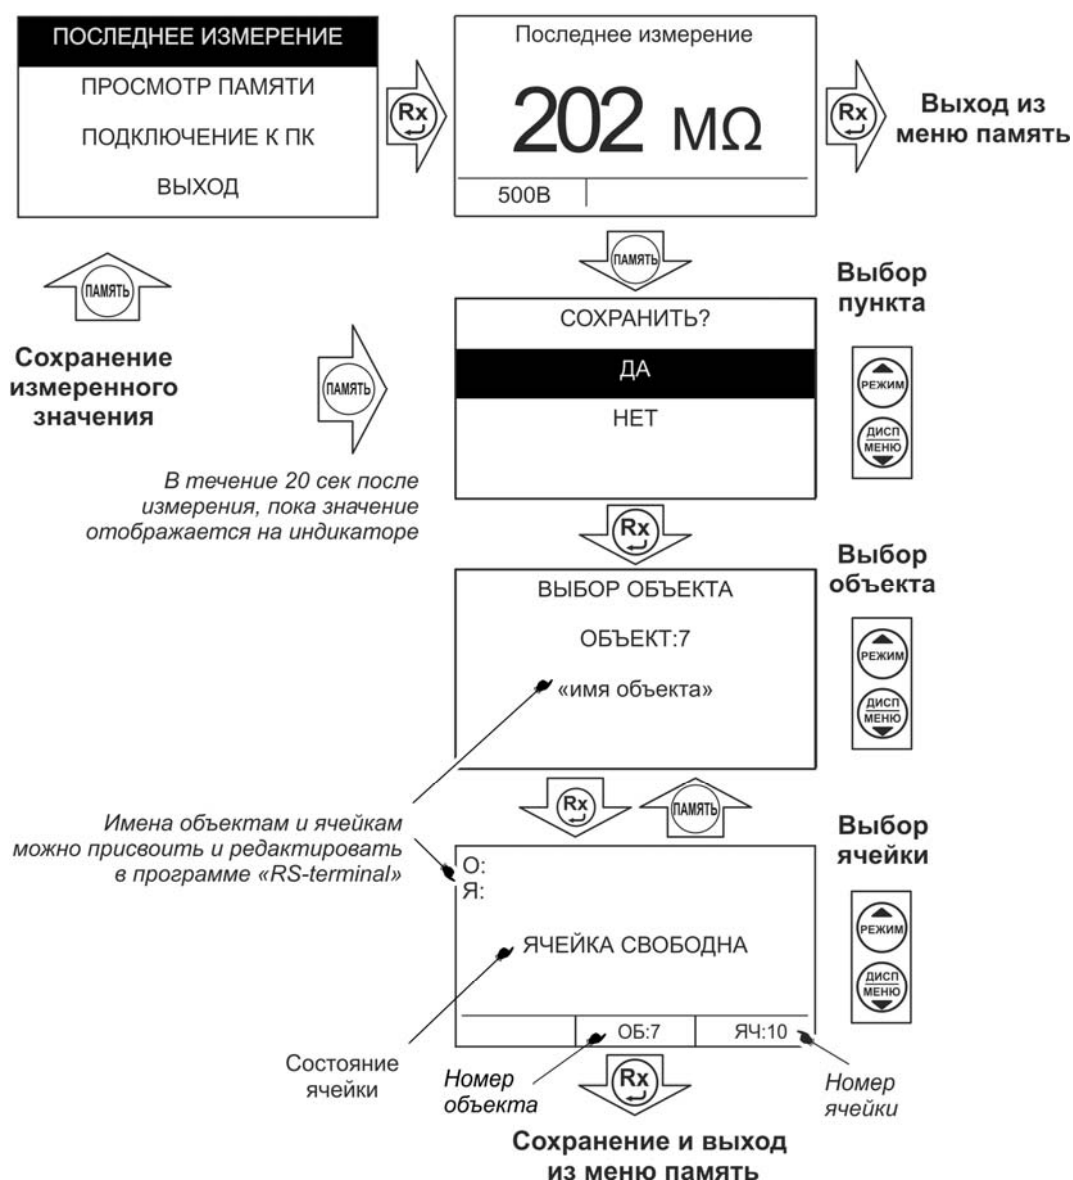 ПОСЛЕДНЕЕ ИЗМЕРЕНИЕ
ПРОСМОТР ПАМЯТИ
ПОДКЛЮЧЕНИЕ К ПК
ВЫХОД
Rx
Последнее измерение
202 МΩ
500В
Rx
Выход из
меню память
ПАМЯТЬ
Сохранение
измеренного
значения
ПАМЯТЬ
В течение 20 сек после
измерения, пока значение
отображается на индикаторе
ПАМЯТЬ
СОХРАНИТЬ?
ДА
НЕТ
Выбор
пункта
РЕЖИМ
ДИСП
МЕНЮ
Rx
ВЫБОР ОБЪЕКТА
ОБЪЕКТ:7
«имя объекта»
Выбор
объекта
РЕЖИМ
ДИСП
МЕНЮ
Rx
ПАМЯТЬ
Имена объектам и ячейкам
можно присвоить и редактировать
в программе «RS-terminal»
О:
Я:
ЯЧЕЙКА СВОБОДНА
ОБ:7
ЯЧ:10
Выбор
ячейки
РЕЖИМ
ДИСП
МЕНЮ
Состояние
ячейки
Номер
объекта
Rx
Номер
ячейки
Сохранение и выход
из меню память